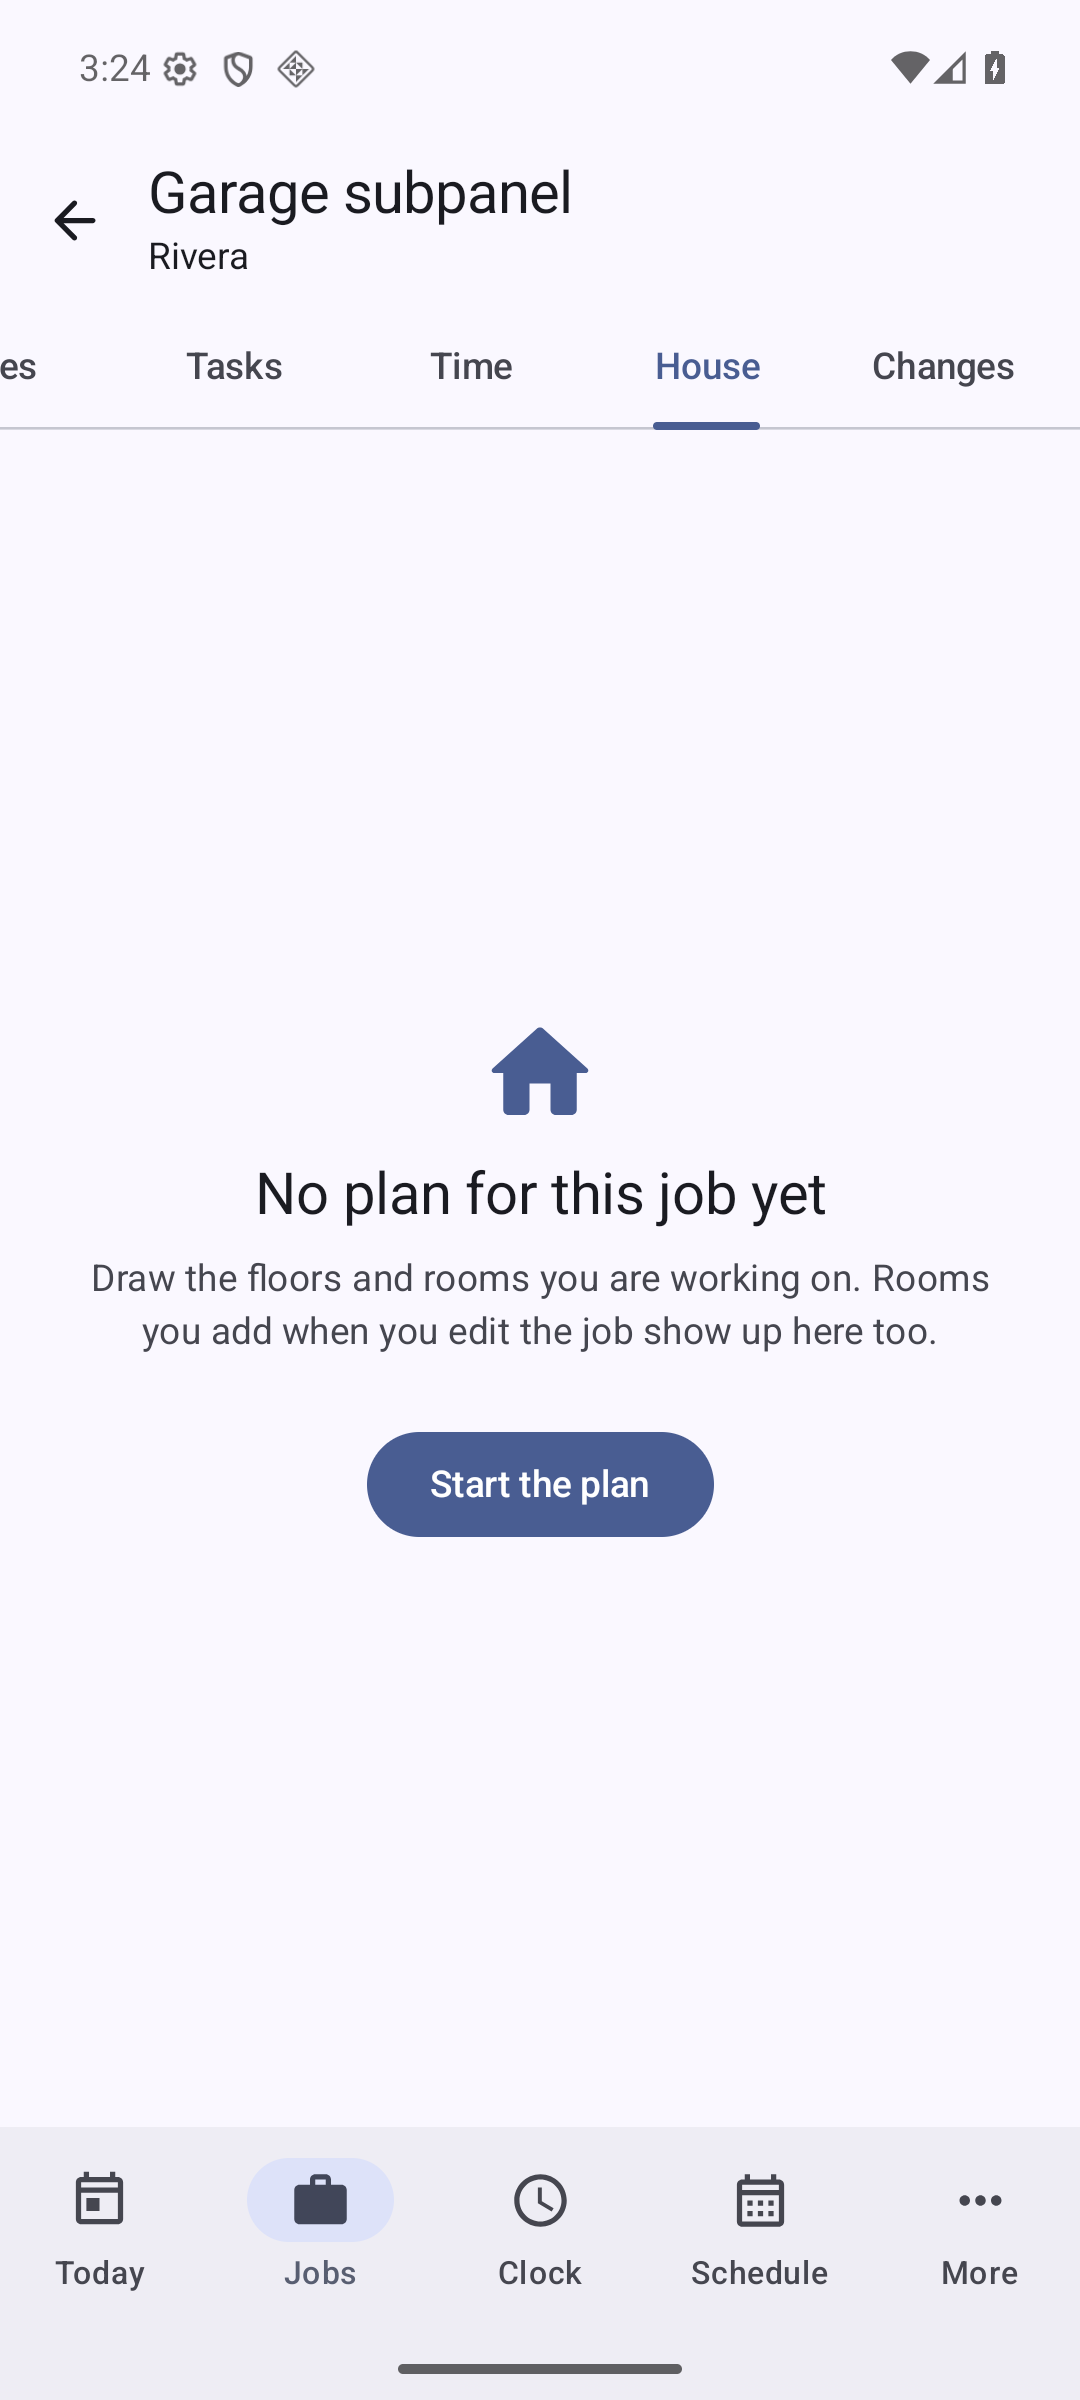 3:24
Garage subpanel
Rivera
es Tasks Time House Changes
No plan for this job yet
Draw the floors and rooms you are working on. Rooms
you add when you edit the job show up here too.
Start the plan
Today Jobs Clock Schedule More